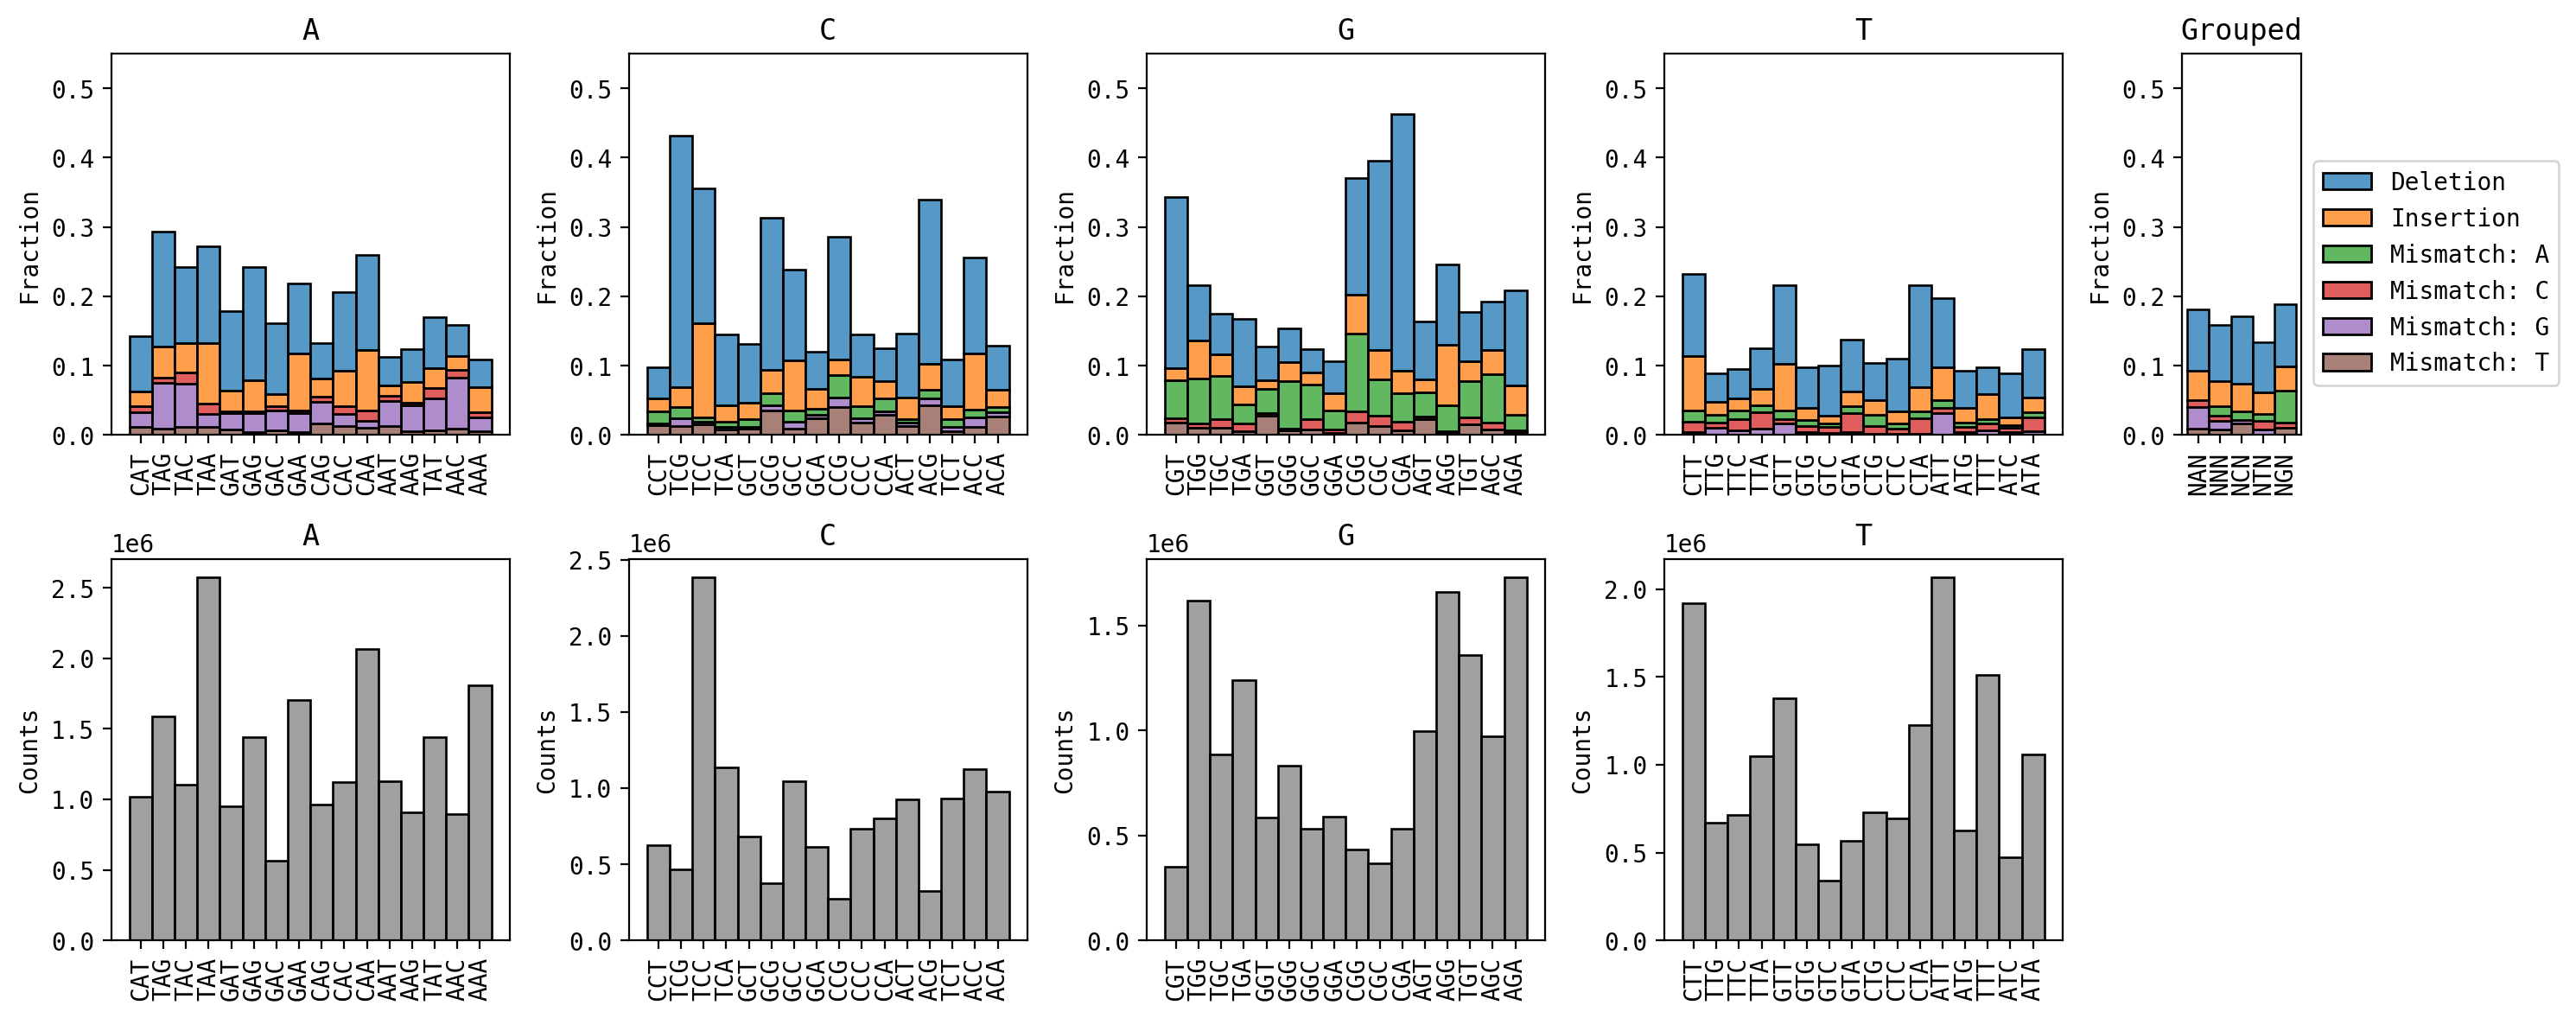 A C G T Grouped
0.5 0.5 0.5 0.5 0.5
0.4 0.4 0.4 0.4 0.4
0.3 0.3 0.3 0.3 0.3
0.2 0.2 0.2 0.2 0.2
0.1 0.1 0.1 0.1 0.1
0.0 0.0 0.0 0.0 0.0
Fraction Fraction Fraction Fraction Fraction
Deletion
Insertion
Mismatch: A
Mismatch: C
Mismatch: G
Mismatch: T
CAT TAG TAC TAA GAT GAG GAC GAA CAG CAC CAA AAT AAG TAT AAC AAA
CCT TCG TCC TCA GCT GCG GCC GCA CCG CCC CCA ACT ACG TCT ACC ACA
CGT TGG TGC TGA GGT GGG GGC GGA CGG CGC CGA AGT AGG TGT AGC AGA
CTT TTG TTC TTA GTT GTG GTC GTA CTG CTC CTA ATT ATG TTT ATC ATA
NAN NNN NCN NTN NGN
A C G T
1e6 1e6 1e6 1e6
2.5 2.0 1.5 1.0 0.5 0.0
Counts
2.5 2.0 1.5 1.0 0.5 0.0
Counts
1.5 1.0 0.5 0.0
Counts
2.0 1.5 1.0 0.5 0.0
Counts
CAT TAG TAC TAA GAT GAG GAC GAA CAG CAC CAA AAT AAG TAT AAC AAA
CCT TCG TCC TCA GCT GCG GCC GCA CCG CCC CCA ACT ACG TCT ACC ACA
CGT TGG TGC TGA GGT GGG GGC GGA CGG CGC CGA AGT AGG TGT AGC AGA
CTT TTG TTC TTA GTT GTG GTC GTA CTG CTC CTA ATT ATG TTT ATC ATA